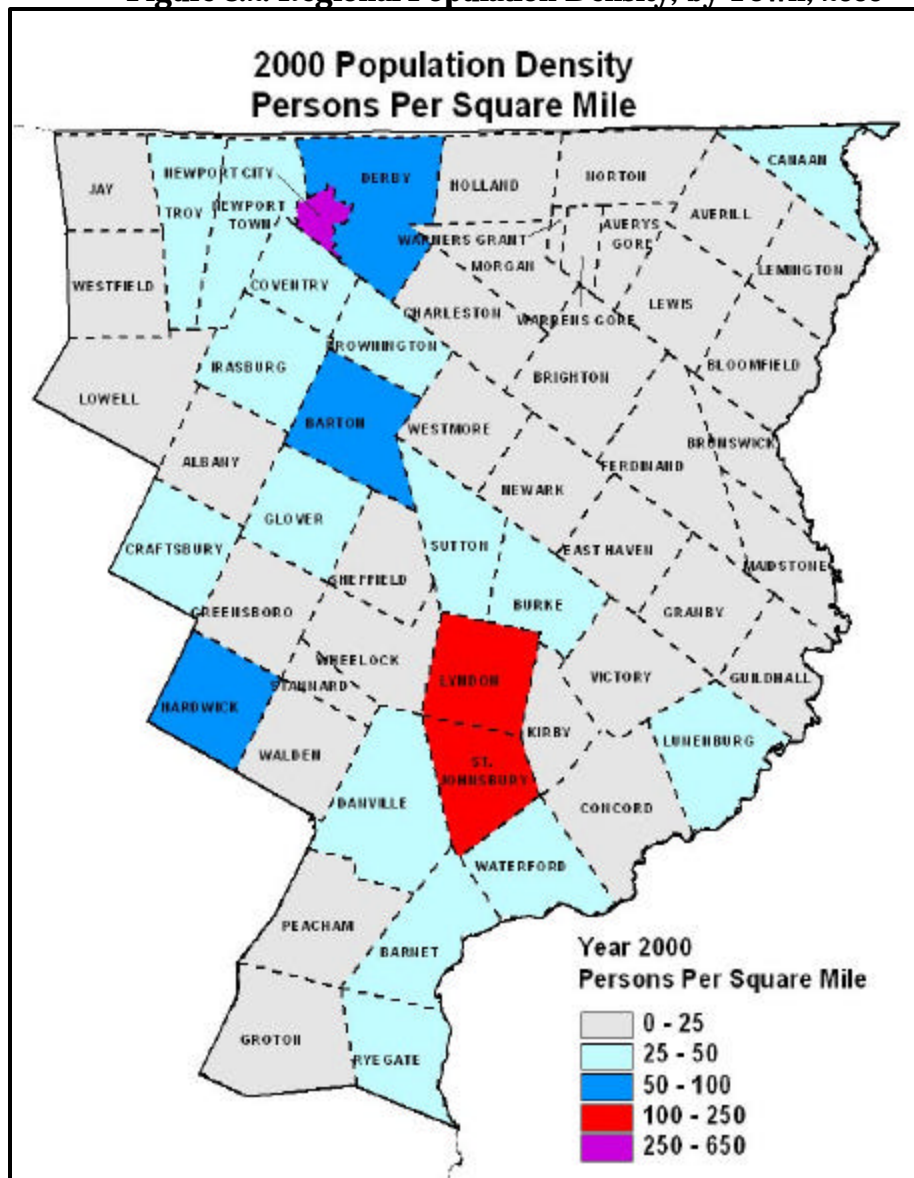 2000 Population Density
Persons Per Square Mile
CANAAN
NEWPORT CITY
DERBY
JAY
HOLLAND
NORTON
TROY
NEWPORT
TOWN
AVERYS
GORE
AVERILL
WARNERS GRANT
MORGAN
LEMINGTON
WESTFIELD
COVENTRY
LEWIS
CHARLESTON
WARRENS GORE
BROWNINGTON
IRASBURG
BLOOMFIELD
BRIGHTON
LOWELL
BARTON
WESTMORE
BRUNSWICK
ALBANY
FERDINAND
NEWARK
GLOVER
CRAFTSBURY
SUTTON
EAST HAVEN
MAIDSTONE
SHEFFIELD
BURKE
GREENSBORO
GRANBY
WHEELOCK
VICTORY
GUILDHALL
LYNDON
STANNARD
HARDWICK
KIRBY
LUNENBURG
WALDEN
ST.
JOHNSBURY
DANVILLE
CONCORD
WATERFORD
PEACHAM
BARNET
GROTON
RYEGATE
Year 2000
Persons Per Square Mile
0 - 25
25 - 50
50 - 100
100 - 250
250 - 650